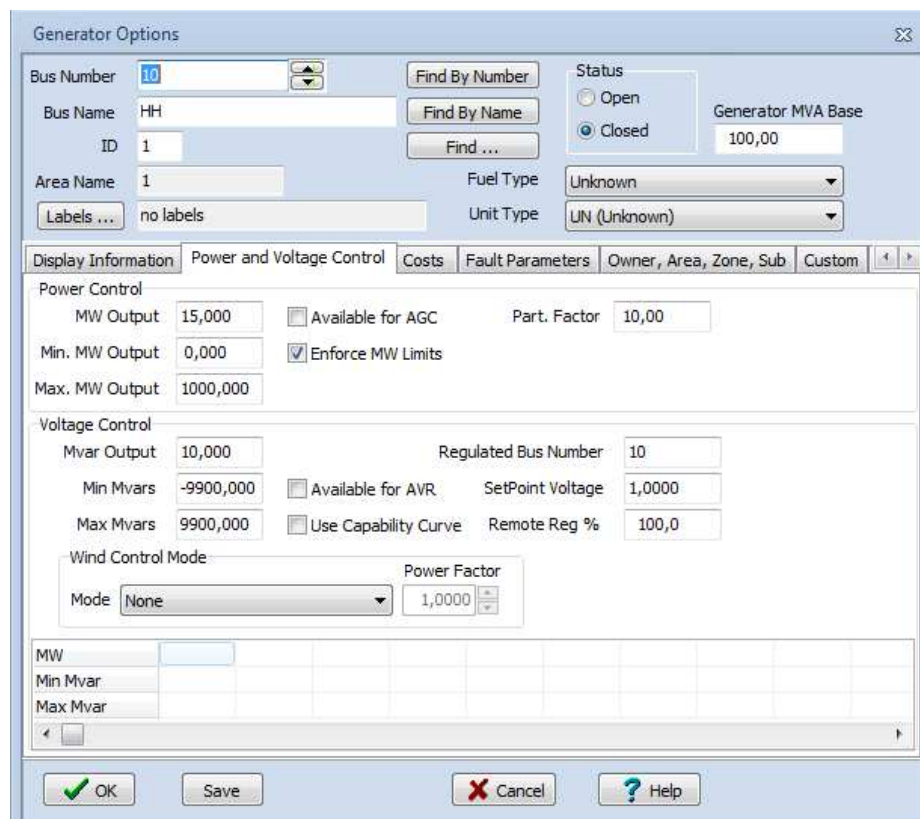 Generator Options
Bus Number 10 Find By Number Status
Open
Bus Name HH Find By Name Generator MVA Base
Closed 100,00
ID 1 Find ...
Area Name 1 Fuel Type Unknown
Labels ... no labels Unit Type UN (Unknown)
Display Information Power and Voltage Control Costs Fault Parameters Owner, Area, Zone, Sub Custom
Power Control
MW Output 15,000 Available for AGC Part. Factor 10,00
Min. MW Output 0,000 Enforce MW Limits
Max. MW Output 1000,000
Voltage Control
Mvar Output 10,000 Regulated Bus Number 10
Min Mvars -9900,000 Available for AVR SetPoint Voltage 1,0000
Max Mvars 9900,000 Use Capability Curve Remote Reg % 100,0
Wind Control Mode
Power Factor
Mode None 1,0000
MW
Min Mvar
Max Mvar
OK Save Cancel Help